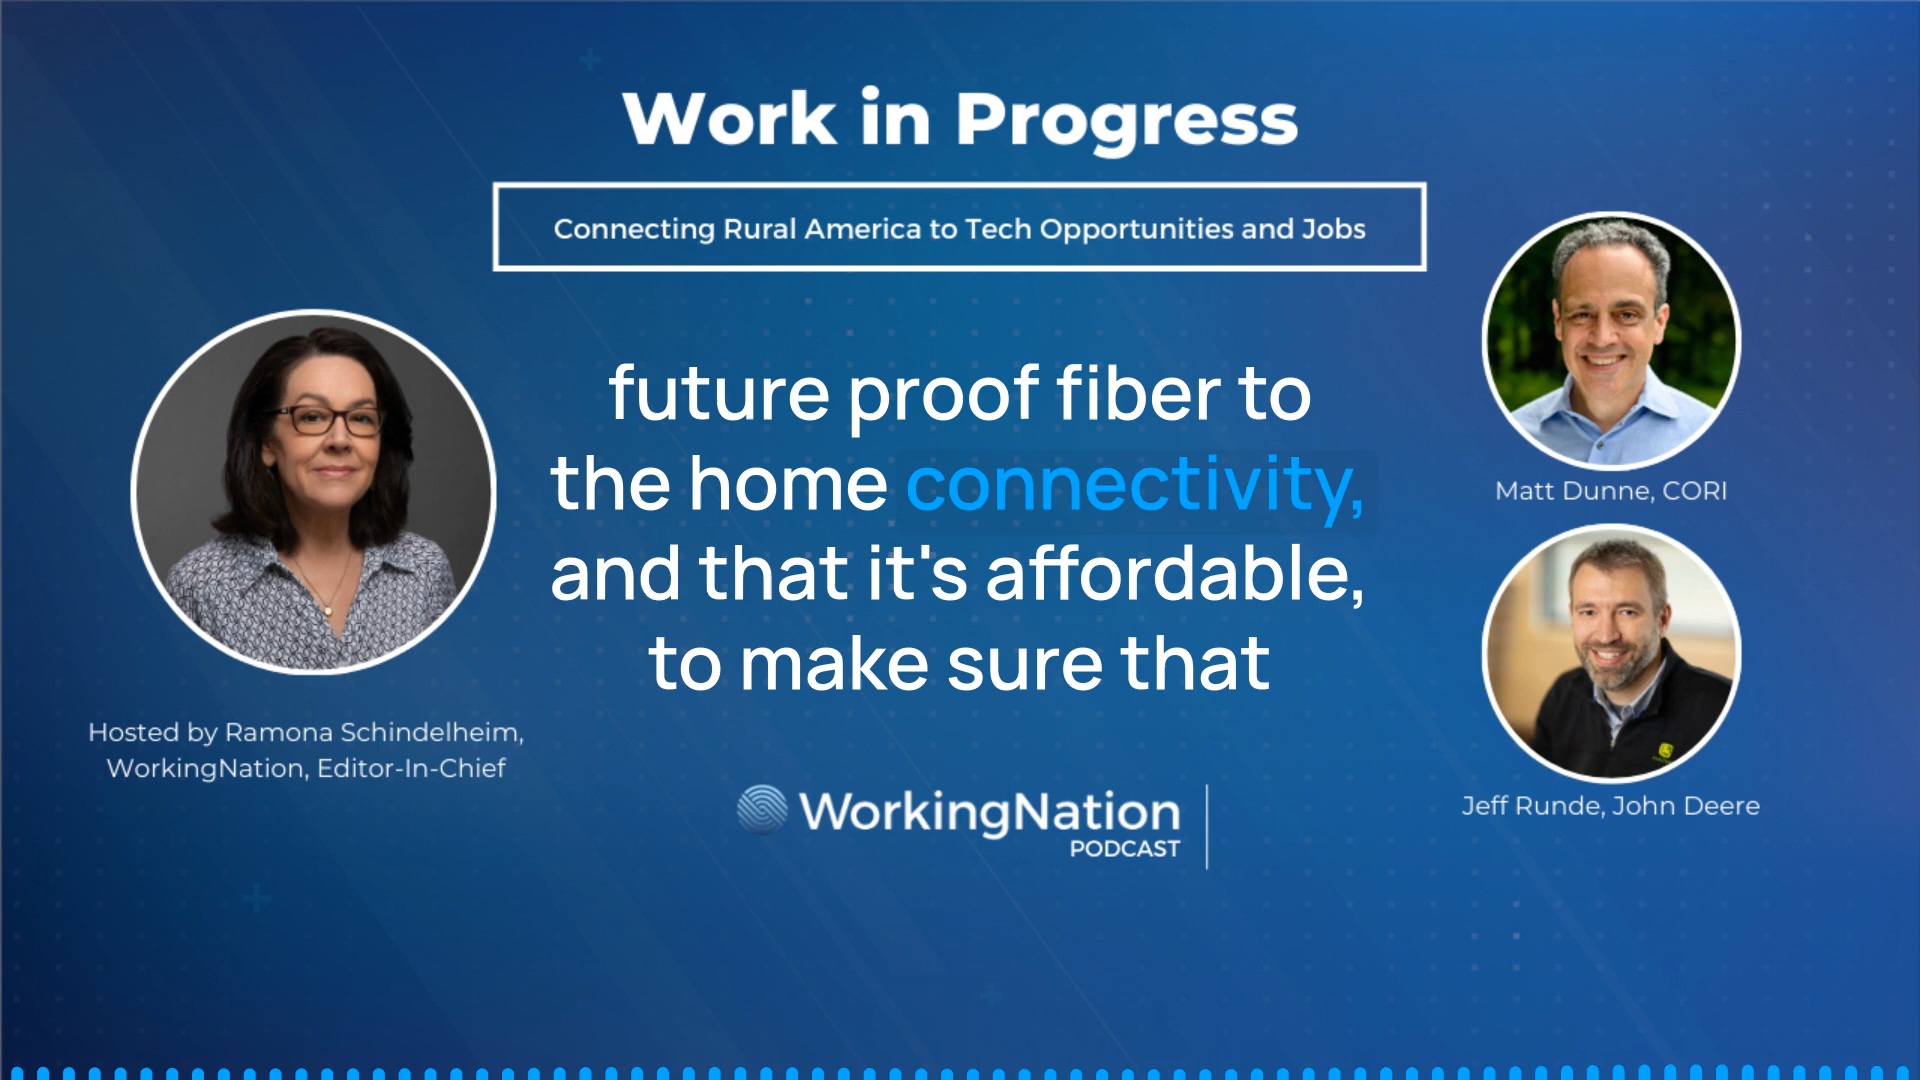 Work in Progress
Connecting Rural America to Tech Opportunities and Jobs
future proof fiber to
the home connectivity,
and that it's affordable,
to make sure that
Hosted by Ramona Schindelheim,
WorkingNation, Editor-In-Chief
Matt Dunne, CORI
Jeff Runde, John Deere
WorkingNation
PODCAST